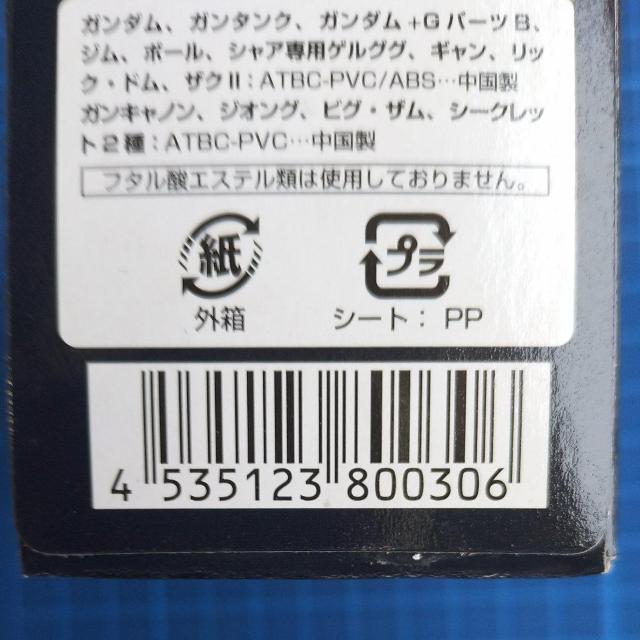 ガンダム、ガンタンク、ガンダム+GパーツB、
ジム、ボール、シャア専用ゲルググ、ギャン、リッ
ク・ドム、ザクII:ATBC-PVC/ABS…中国製
ガンキャノン、ジオング、ビグ・ザム、シークレッ
ト2種:ATBC-PVC…中国製
フタル酸エステル類は使用しておりません。
紙 プラ
外箱 シート: PP
4 535123 800306